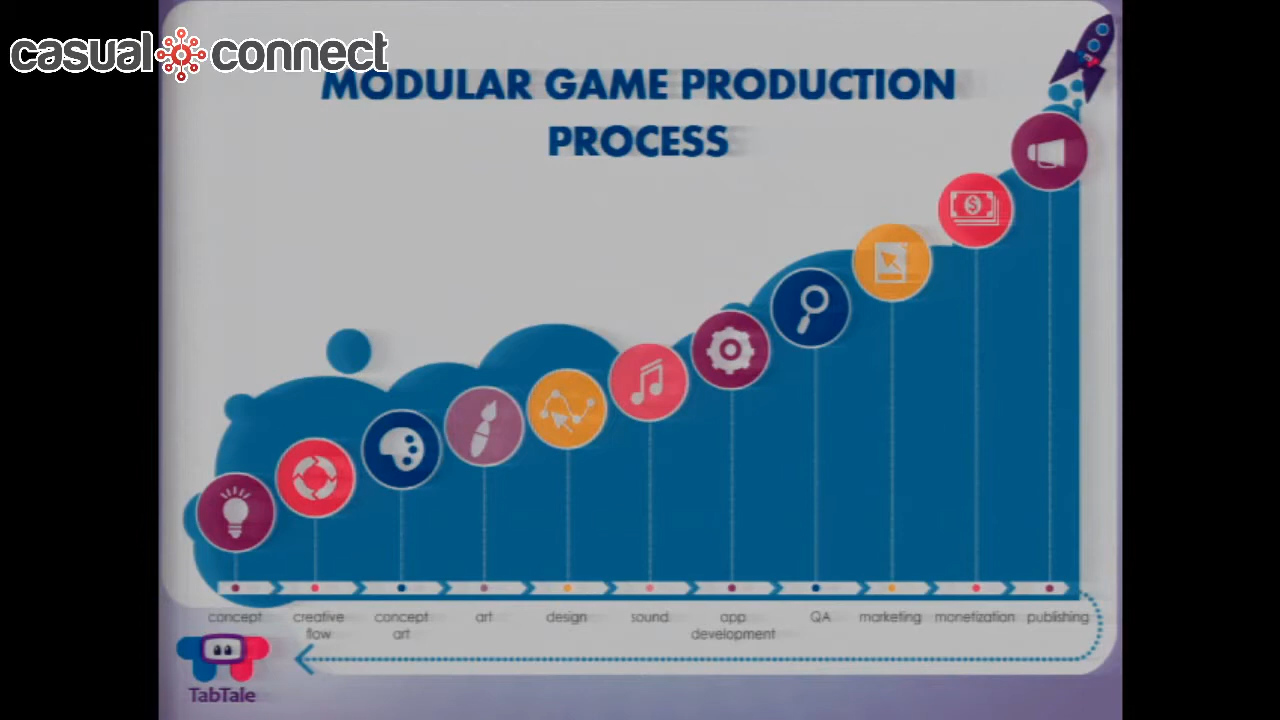 casual connect
MODULAR GAME PRODUCTION
PROCESS
concept
creative
flow
concept
art
art
design
sound
app
development
QA
marketing
monetization
publishing
TabTale